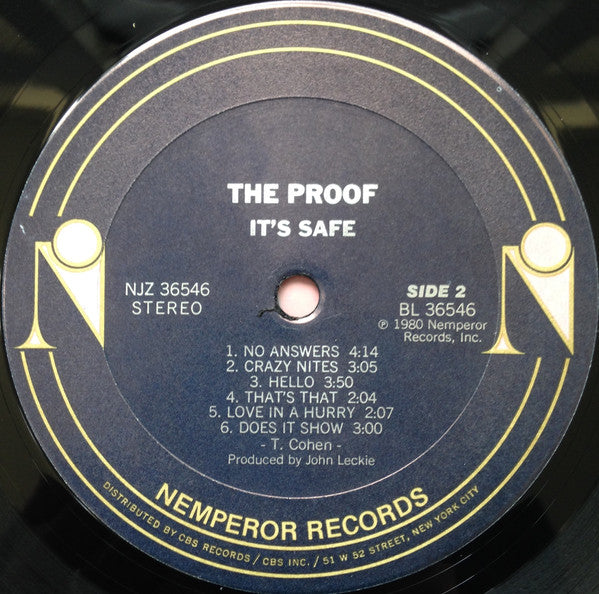 THE PROOF
IT'S SAFE
NJZ 36546
STEREO
SIDE 2
BL 36546
℗ 1980 Nemperor
Records, Inc.
1. NO ANSWERS 4:14
2. CRAZY NITES 3:05
3. HELLO 3:50
4. THAT'S THAT 2:04
5. LOVE IN A HURRY 2:07
6. DOES IT SHOW 3:00
- T. Cohen -
Produced by John Leckie
NEMPEROR RECORDS
DISTRIBUTED BY CBS RECORDS / CBS INC. / 51 W 52 STREET, NEW YORK CITY